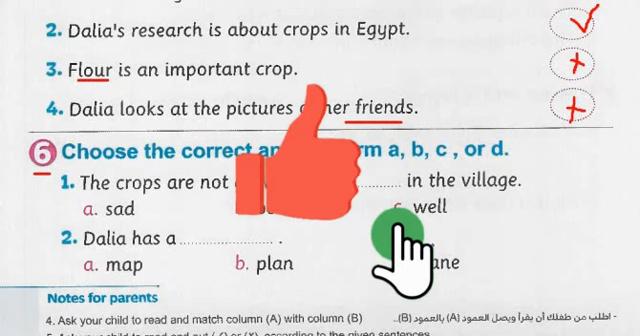 2. Dalia's research is about crops in Egypt.
3. Flour is an important crop.
4. Dalia looks at the pictures her friends.
6 Choose the correct a, b, c , or d.
1. The crops are not in the village.
a. sad c. well
2. Dalia has a .
a. map b. plan
Notes for parents
4. Ask your child to read and match column (A) with column (B)
- اطلب من طفلك أن يقرأ ويصل العمود (A) بالعمود (B)..